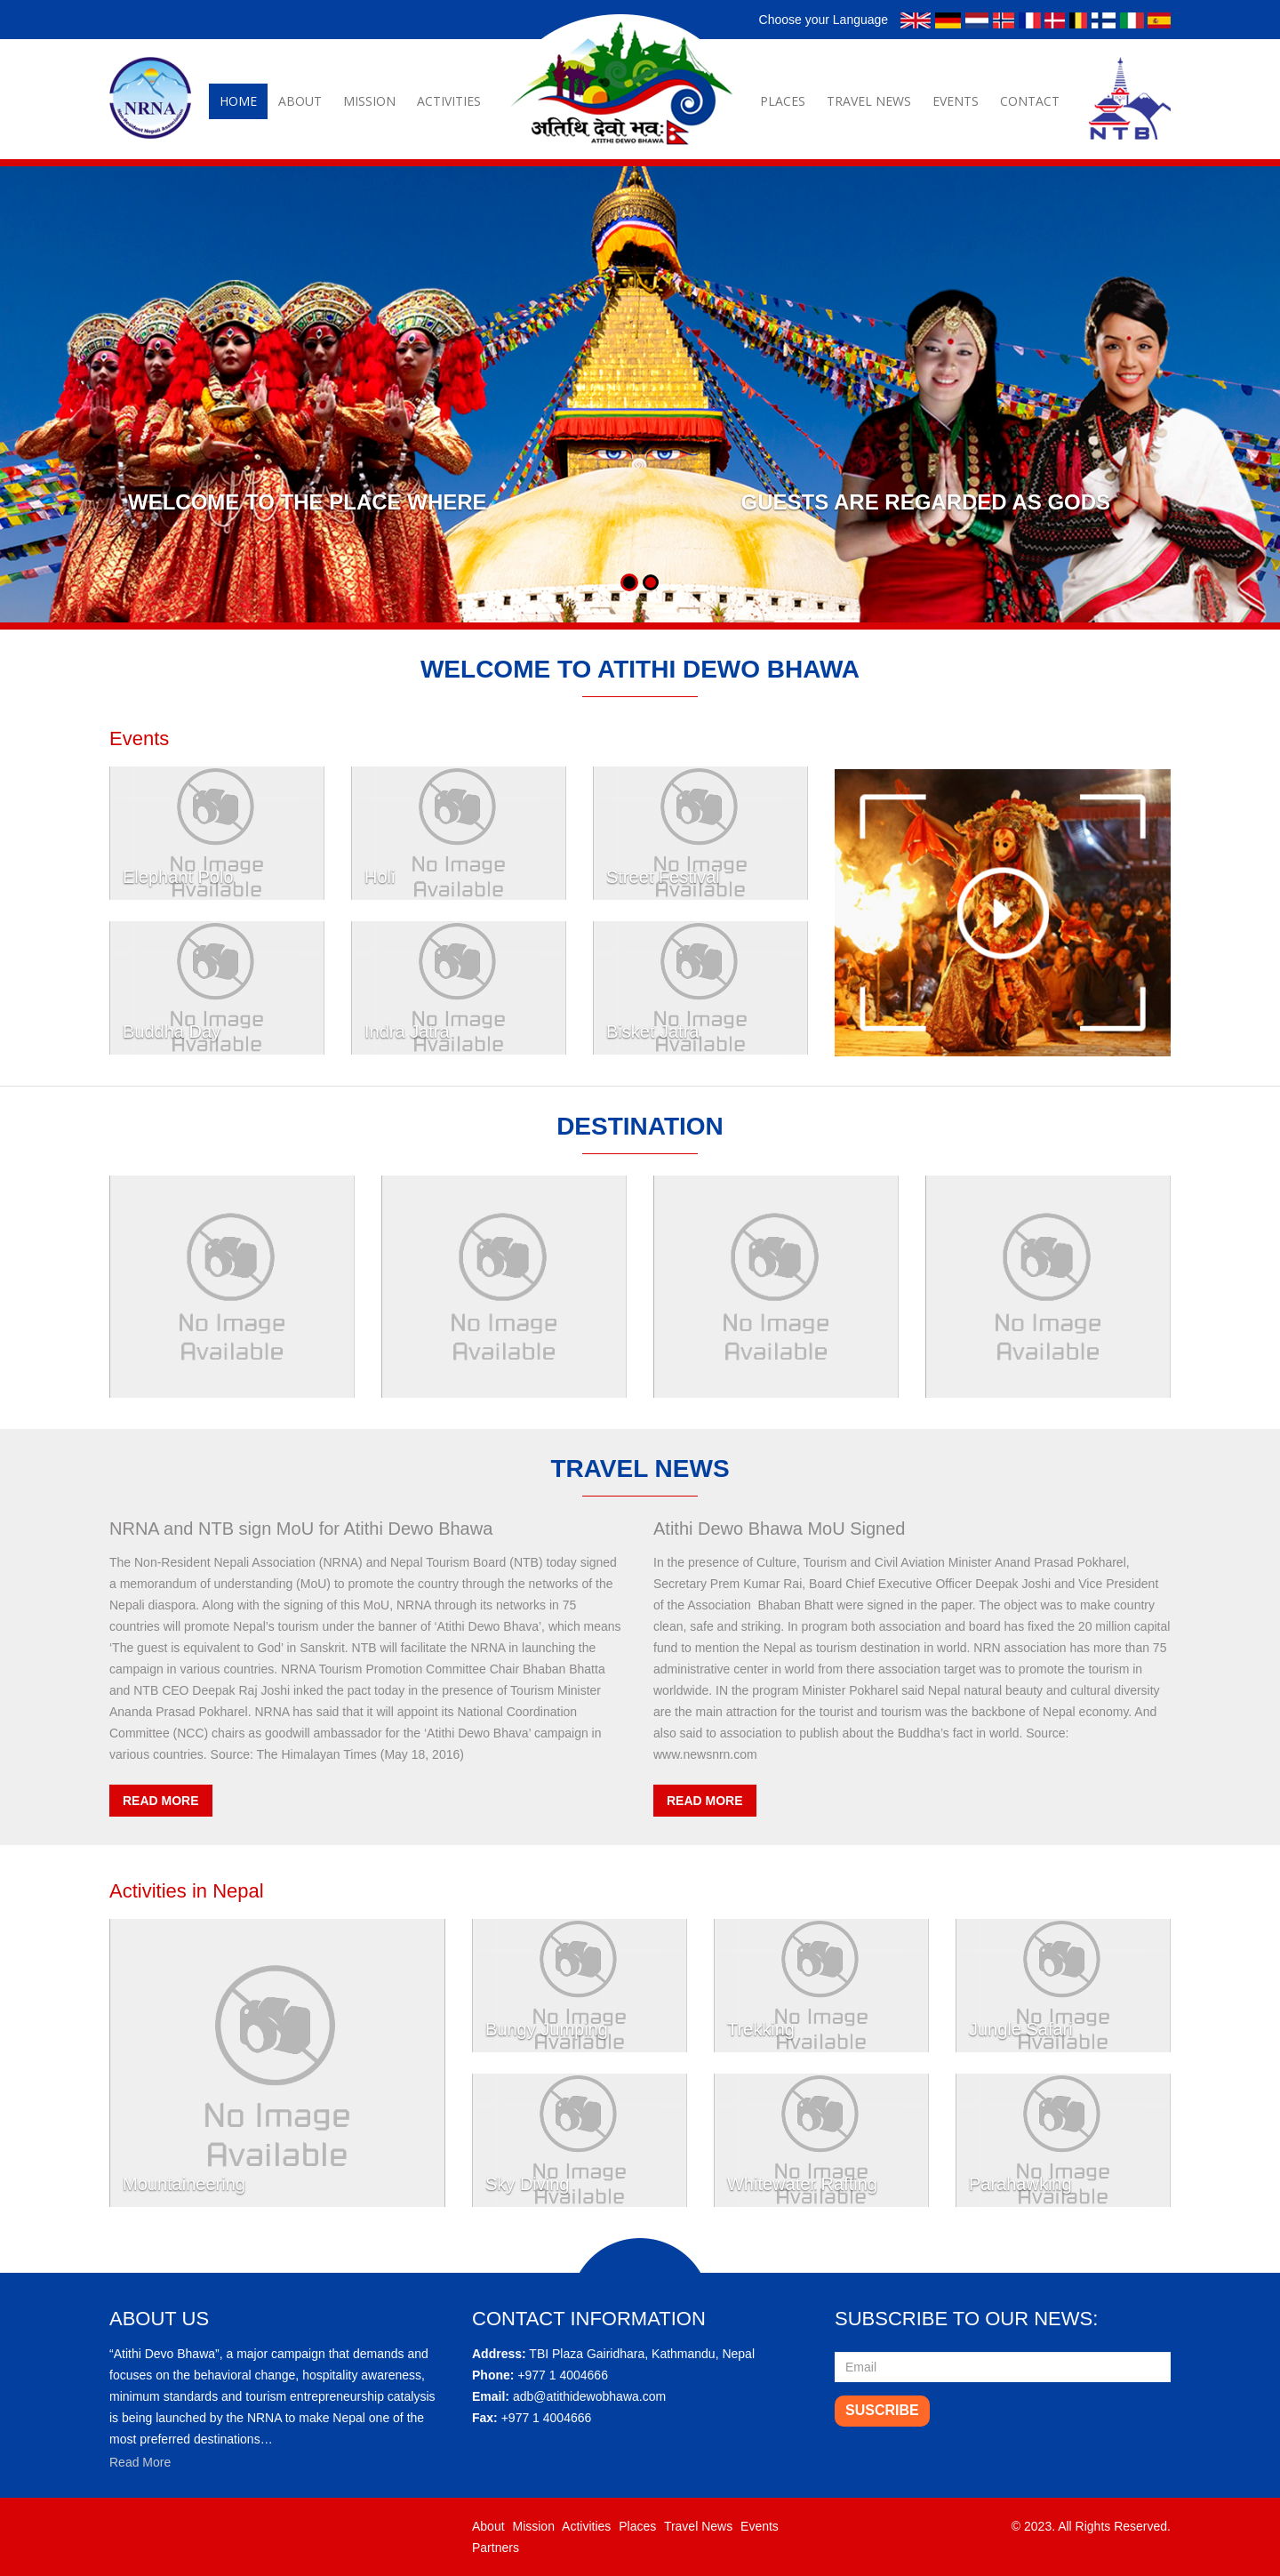 Choose your Language
NRNA
Non Resident Nepali Association
HOME
ABOUT
MISSION
ACTIVITIES
अतिथि देवो भवः
ATITHI DEWO BHAWA
PLACES
TRAVEL NEWS
EVENTS
CONTACT
NTB
WELCOME TO THE PLACE WHERE
GUESTS ARE REGARDED AS GODS
WELCOME TO ATITHI DEWO BHAWA
Events
No Image
Available
Elephant Polo
No Image
Available
Holi
No Image
Available
Street Festival
No Image
Available
Buddha Day
No Image
Available
Indra Jatra
No Image
Available
Bisket Jatra
DESTINATION
No Image
Available
No Image
Available
No Image
Available
No Image
Available
TRAVEL NEWS
NRNA and NTB sign MoU for Atithi Dewo Bhawa
The Non-Resident Nepali Association (NRNA) and Nepal Tourism Board (NTB) today signed
a memorandum of understanding (MoU) to promote the country through the networks of the
Nepali diaspora. Along with the signing of this MoU, NRNA through its networks in 75
countries will promote Nepal’s tourism under the banner of ‘Atithi Dewo Bhava’, which means
‘The guest is equivalent to God’ in Sanskrit. NTB will facilitate the NRNA in launching the
campaign in various countries. NRNA Tourism Promotion Committee Chair Bhaban Bhatta
and NTB CEO Deepak Raj Joshi inked the pact today in the presence of Tourism Minister
Ananda Prasad Pokharel. NRNA has said that it will appoint its National Coordination
Committee (NCC) chairs as goodwill ambassador for the ‘Atithi Dewo Bhava’ campaign in
various countries. Source: The Himalayan Times (May 18, 2016)
READ MORE
Atithi Dewo Bhawa MoU Signed
In the presence of Culture, Tourism and Civil Aviation Minister Anand Prasad Pokharel,
Secretary Prem Kumar Rai, Board Chief Executive Officer Deepak Joshi and Vice President
of the Association  Bhaban Bhatt were signed in the paper. The object was to make country
clean, safe and striking. In program both association and board has fixed the 20 million capital
fund to mention the Nepal as tourism destination in world. NRN association has more than 75
administrative center in world from there association target was to promote the tourism in
worldwide. IN the program Minister Pokharel said Nepal natural beauty and cultural diversity
are the main attraction for the tourist and tourism was the backbone of Nepal economy. And
also said to association to publish about the Buddha’s fact in world. Source:
www.newsnrn.com
READ MORE
Activities in Nepal
No Image
Available
Mountaineering
No Image
Available
Bungy Jumping
No Image
Available
Trekking
No Image
Available
Jungle Safari
No Image
Available
Sky Diving
No Image
Available
Whitewater Rafting
No Image
Available
Parahawking
ABOUT US
“Atithi Devo Bhawa”, a major campaign that demands and
focuses on the behavioral change, hospitality awareness,
minimum standards and tourism entrepreneurship catalysis
is being launched by the NRNA to make Nepal one of the
most preferred destinations…
Read More
CONTACT INFORMATION
Address: TBI Plaza Gairidhara, Kathmandu, Nepal
Phone: +977 1 4004666
Email: adb@atithidewobhawa.com
Fax: +977 1 4004666
SUBSCRIBE TO OUR NEWS:
Email
SUSCRIBE
About Mission Activities Places Travel News Events
Partners
© 2023. All Rights Reserved.